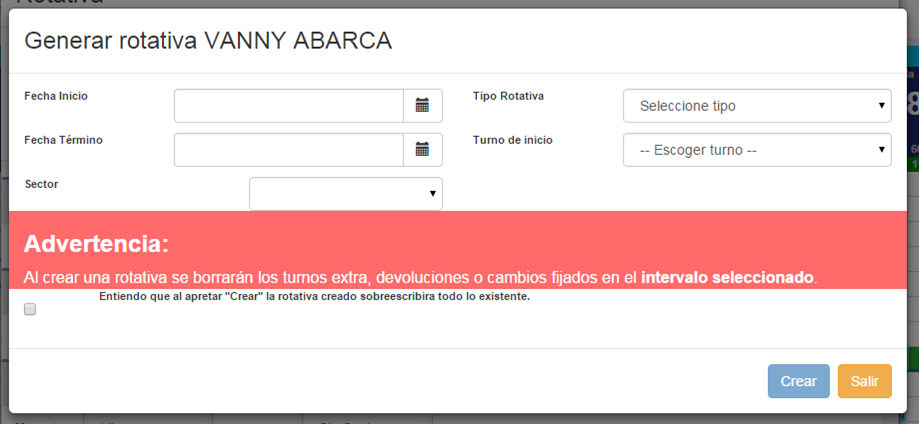 Rotativa
Generar rotativa VANNY ABARCA
Fecha Inicio
Tipo Rotativa
Seleccione tipo
Fecha Término
Turno de inicio
-- Escoger turno --
Sector
Advertencia:
Al crear una rotativa se borrarán los turnos extra, devoluciones o cambios fijados en el intervalo seleccionado.
Entiendo que al apretar "Crear" la rotativa creado sobreescribira todo lo existente.
Crear
Salir